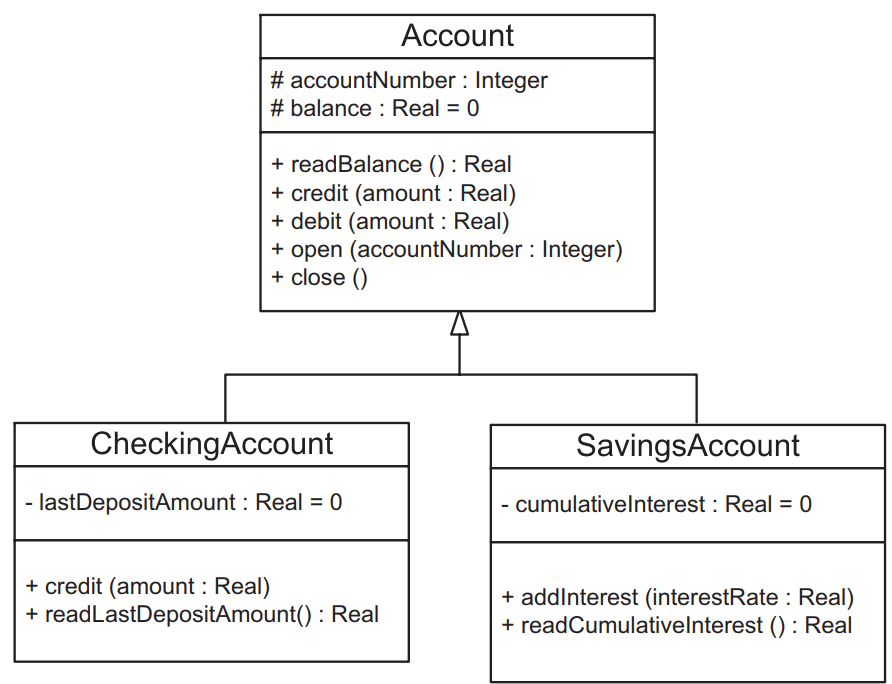 Account
# accountNumber : Integer
# balance : Real = 0
+ readBalance () : Real
+ credit (amount : Real)
+ debit (amount : Real)
+ open (accountNumber : Integer)
+ close ()
CheckingAccount
- lastDepositAmount : Real = 0
+ credit (amount : Real)
+ readLastDepositAmount() : Real
SavingsAccount
- cumulativeInterest : Real = 0
+ addInterest (interestRate : Real)
+ readCumulativeInterest () : Real